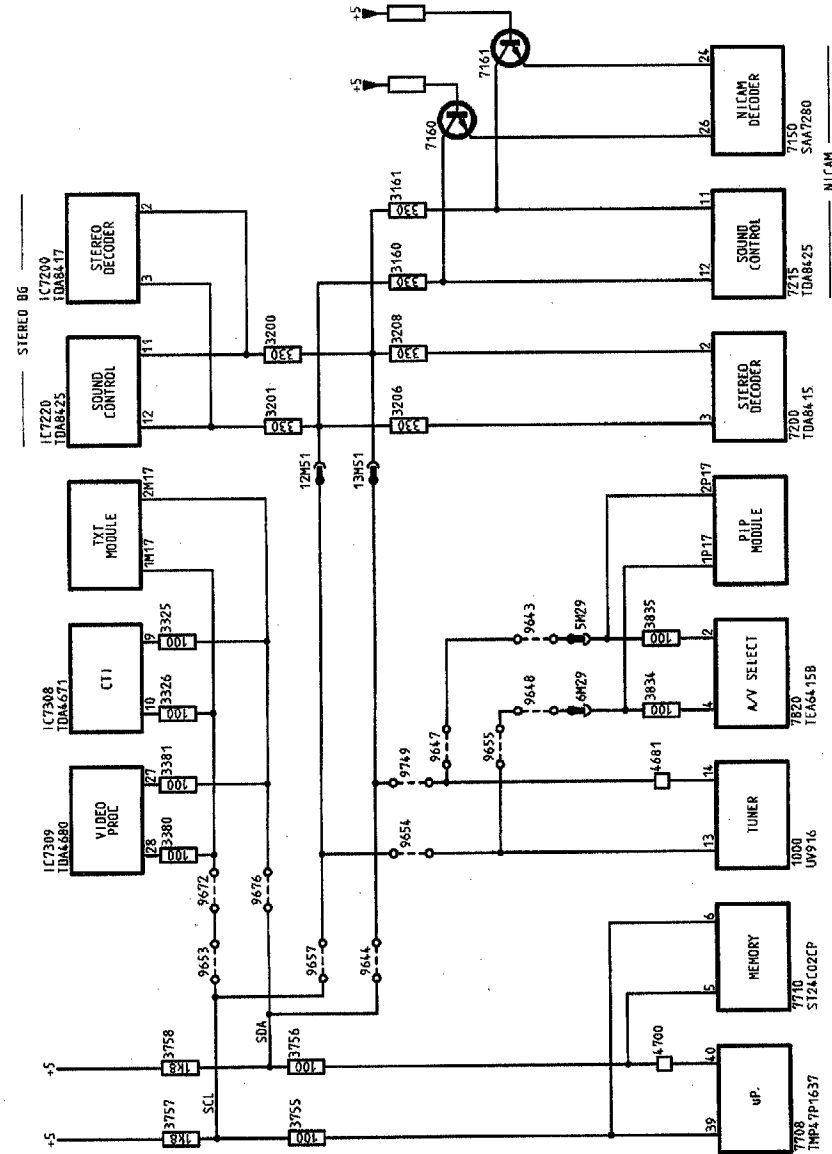 STEREO BG
NICAM
IC7200
TDA8417
STEREO DECODER
3
2
IC7220
TDA8425
SOUND CONTROL
12
11
TXT MODULE
1M17
2M17
IC7308
TDA4671
CTI
10
9
3326
100
3325
100
IC7309
TDA4680
VIDEO PROC
28
27
3380
100
3381
100
+5
+5
7160
7161
3201
330
3200
330
3206
330
3208
330
3160
330
3161
330
12M51
13M51
9653
9672
9676
9657
9644
9654
9749
9647
9655
9648
9643
6M29
5M29
3834
100
3835
100
4681
+5
+5
3757
1K8
3758
1K8
SCL
SDA
3755
100
3756
100
4700
39
40
uP.
7708
TMP47P1637
5
6
MEMORY
7710
ST24C02CP
13
14
TUNER
1000
UV916
4
2
A/V SELECT
7820
TEA6415B
1P17
2P17
PIP MODULE
3
2
STEREO DECODER
7200
TDA8415
12
11
SOUND CONTROL
7215
TDA8425
26
24
NICAM DECODER
7150
SAA7280